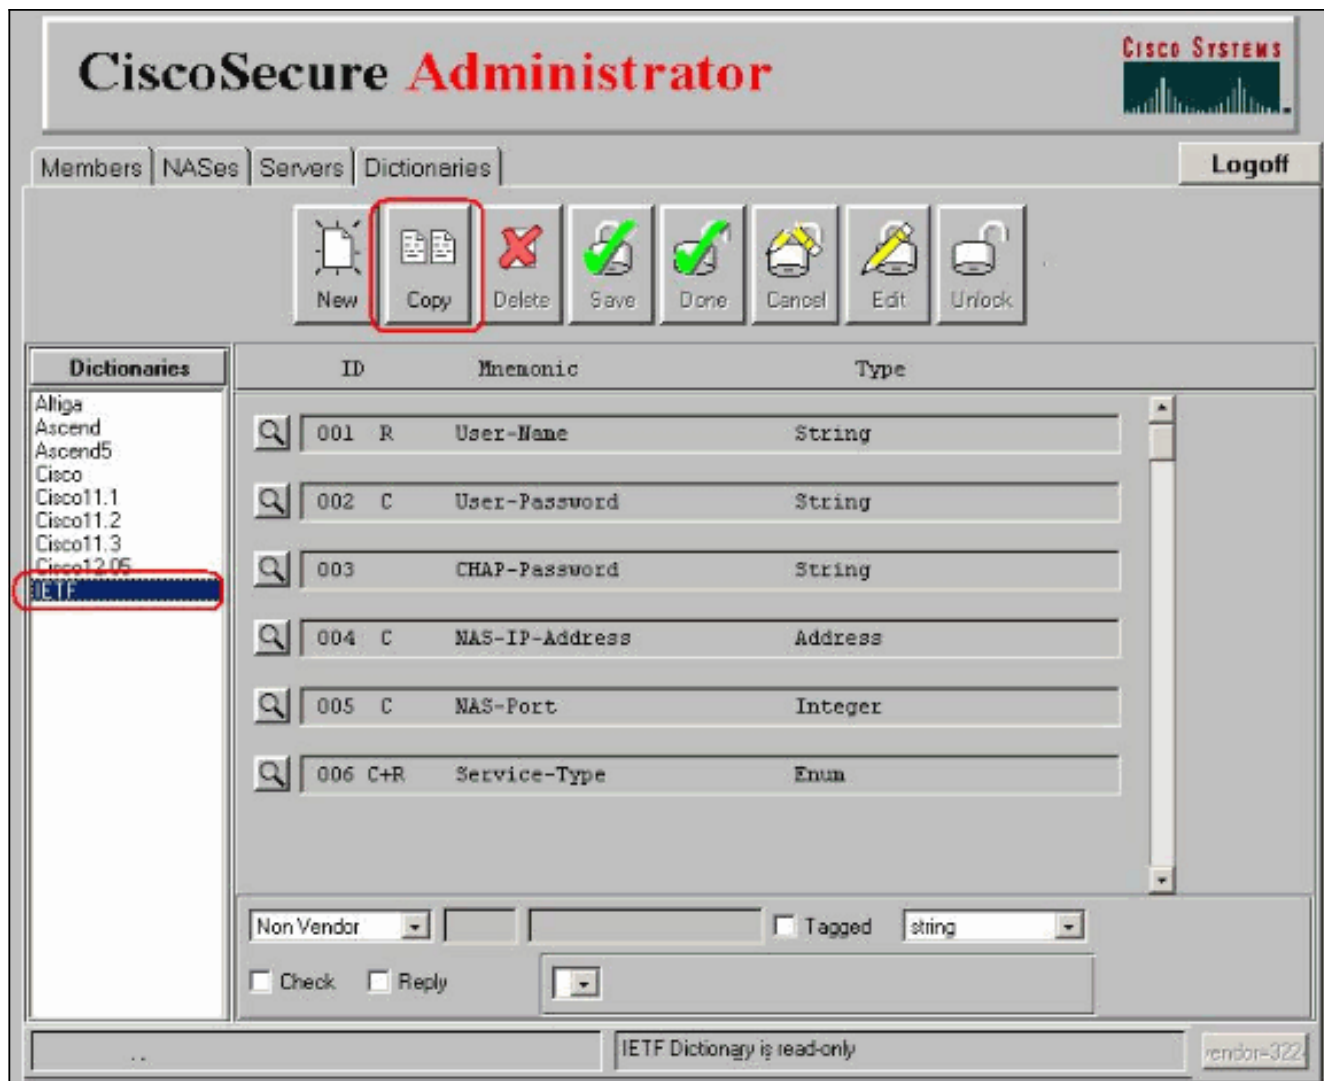 CiscoSecure Administrator
CISCO SYSTEMS
Members NASes Servers Dictionaries
Logoff
New Copy Delete Save Done Cancel Edit Unlock
Dictionaries
ID Mnemonic Type
Altiga
Ascend
Ascend5
Cisco
Cisco11.1
Cisco11.2
Cisco11.3
Cisco12.05
IETF
001 R User-Name String
002 C User-Password String
003 CHAP-Password String
004 C NAS-IP-Address Address
005 C NAS-Port Integer
006 C+R Service-Type Enum
Non Vendor Tagged string
Check Reply
IETF Dictionary is read-only